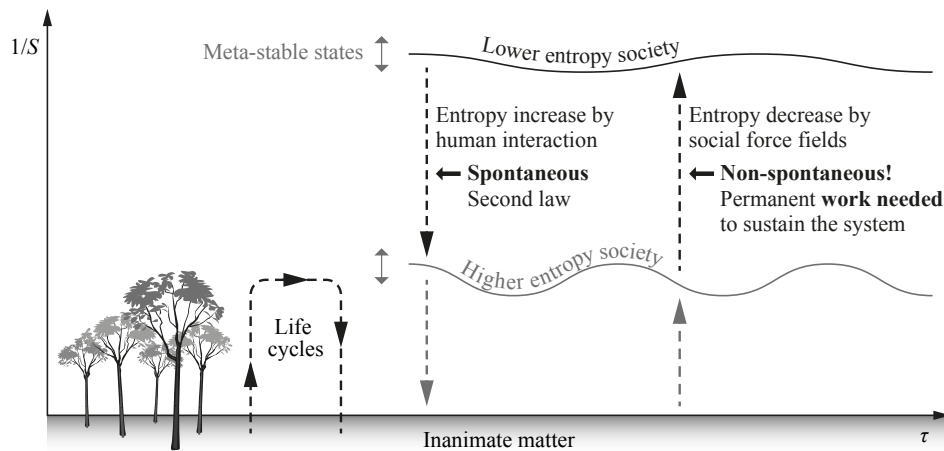 1/S
Meta-stable states
Lower entropy society
Entropy increase by
human interaction
Spontaneous
Second law
Entropy decrease by
social force fields
Non-spontaneous!
Permanent work needed
to sustain the system
Higher entropy society
Life
cycles
Inanimate matter
τ